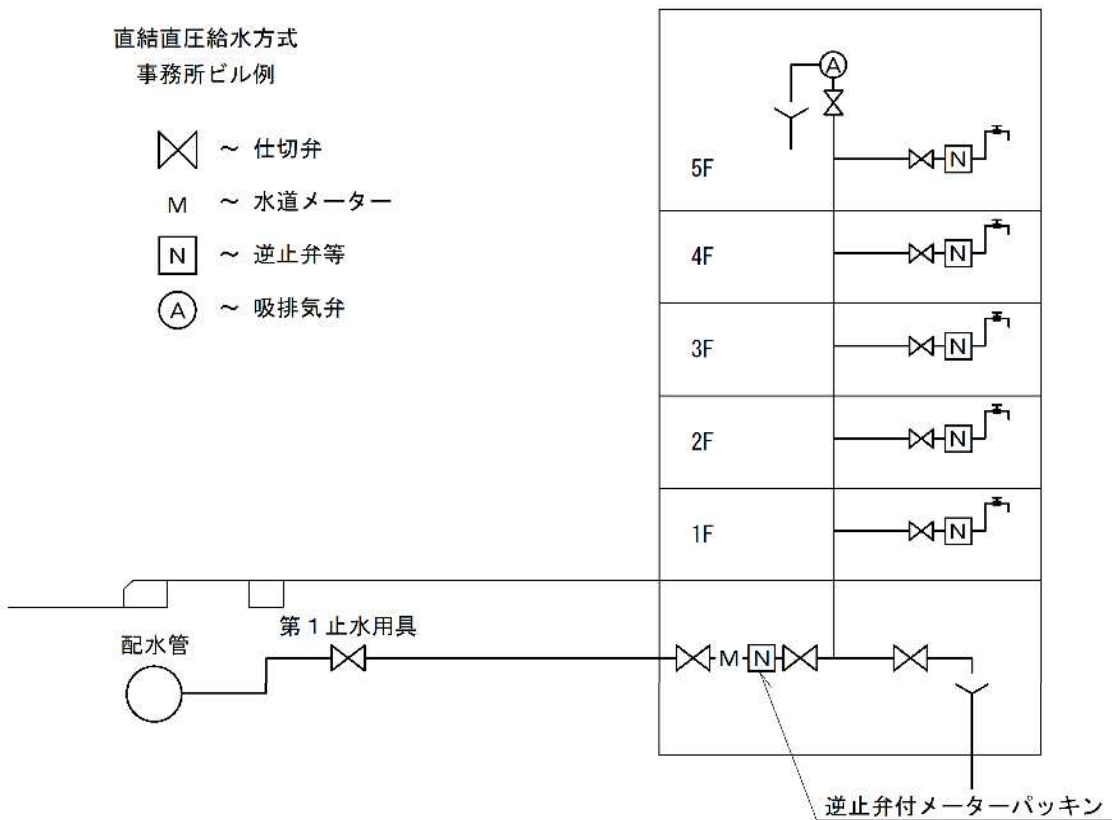 直結直圧給水方式
事務所ビル例
～ 仕切弁
M ～ 水道メーター
N ～ 逆止弁等
A ～ 吸排気弁
A
5F N
4F N
3F N
2F N
1F N
第1止水用具
配水管
M N
逆止弁付メーターパッキン